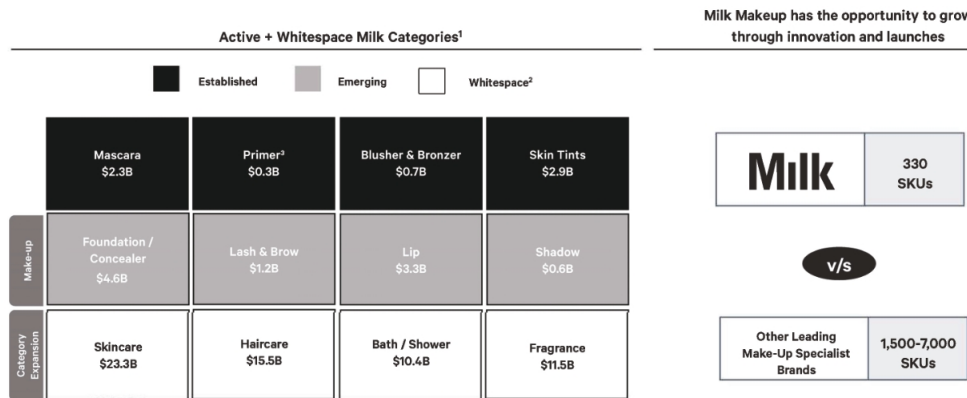 Active + Whitespace Milk Categories¹
Established
Emerging
Whitespace²
Mascara
$2.3B
Primer³
$0.3B
Blusher & Bronzer
$0.7B
Skin Tints
$2.9B
Make-up
Foundation /
Concealer
$4.6B
Lash & Brow
$1.2B
Lip
$3.3B
Shadow
$0.6B
Category
Expansion
Skincare
$23.3B
Haircare
$15.5B
Bath / Shower
$10.4B
Fragrance
$11.5B
Milk Makeup has the opportunity to grow
through innovation and launches
Milk
330
SKUs
v/s
Other Leading
Make-Up Specialist
Brands
1,500-7,000
SKUs